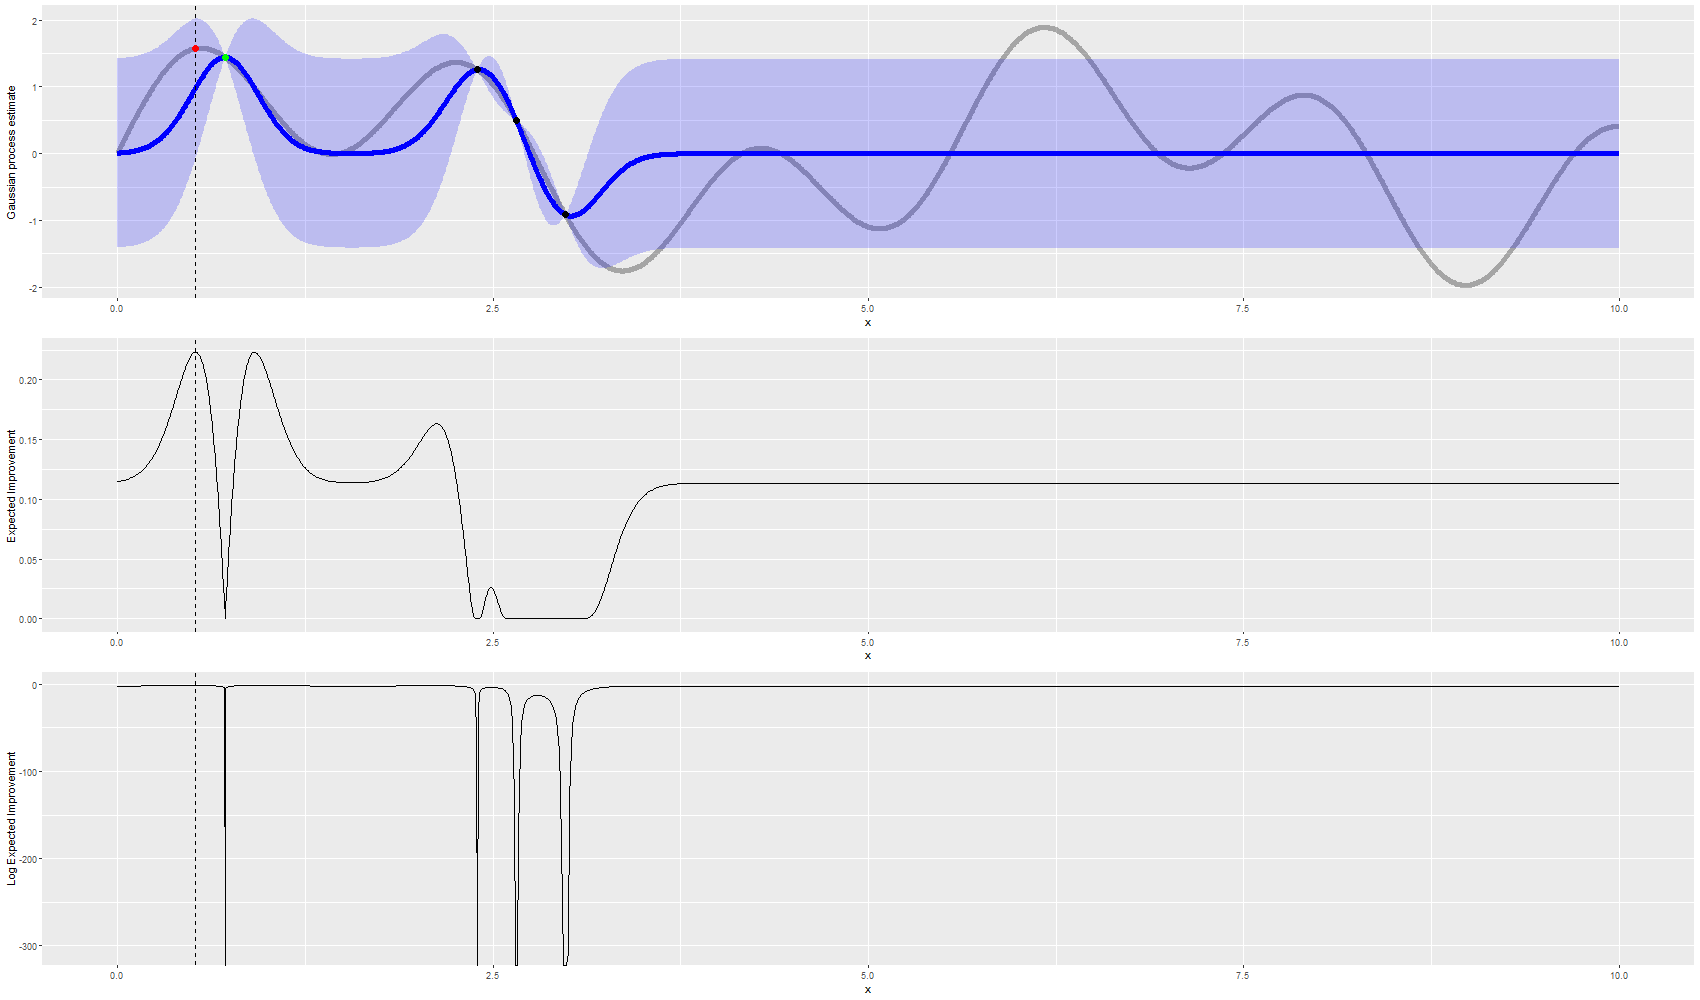 Gaussian process estimate
2
1
0
-1
-2
0.0 2.5 5.0 7.5 10.0
x
Expected Improvement
0.20
0.15
0.10
0.05
0.00
0.0 2.5 5.0 7.5 10.0
x
Log Expected Improvement
0
-100
-200
-300
0.0 2.5 5.0 7.5 10.0
x